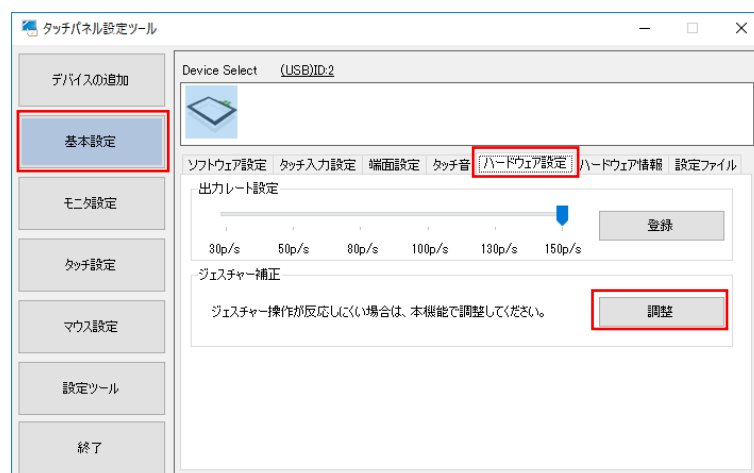 タッチパネル設定ツール
デバイスの追加
基本設定
モニタ設定
タッチ設定
マウス設定
設定ツール
終了
Device Select (USB)ID:2
ソフトウェア設定 タッチ入力設定 端面設定 タッチ音 ハードウェア設定 ハードウェア情報 設定ファイル
出力レート設定
30p/s 50p/s 80p/s 100p/s 130p/s 150p/s
登録
ジェスチャー補正
ジェスチャー操作が反応しにくい場合は、本機能で調整してください。
調整